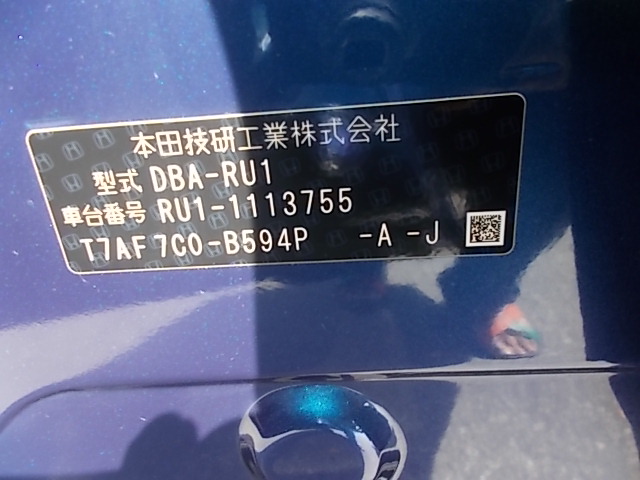 本田技研工業株式会社
型式 DBA-RU1
車台番号 RU1-1113755
T7AF7C0-B594P -A -J